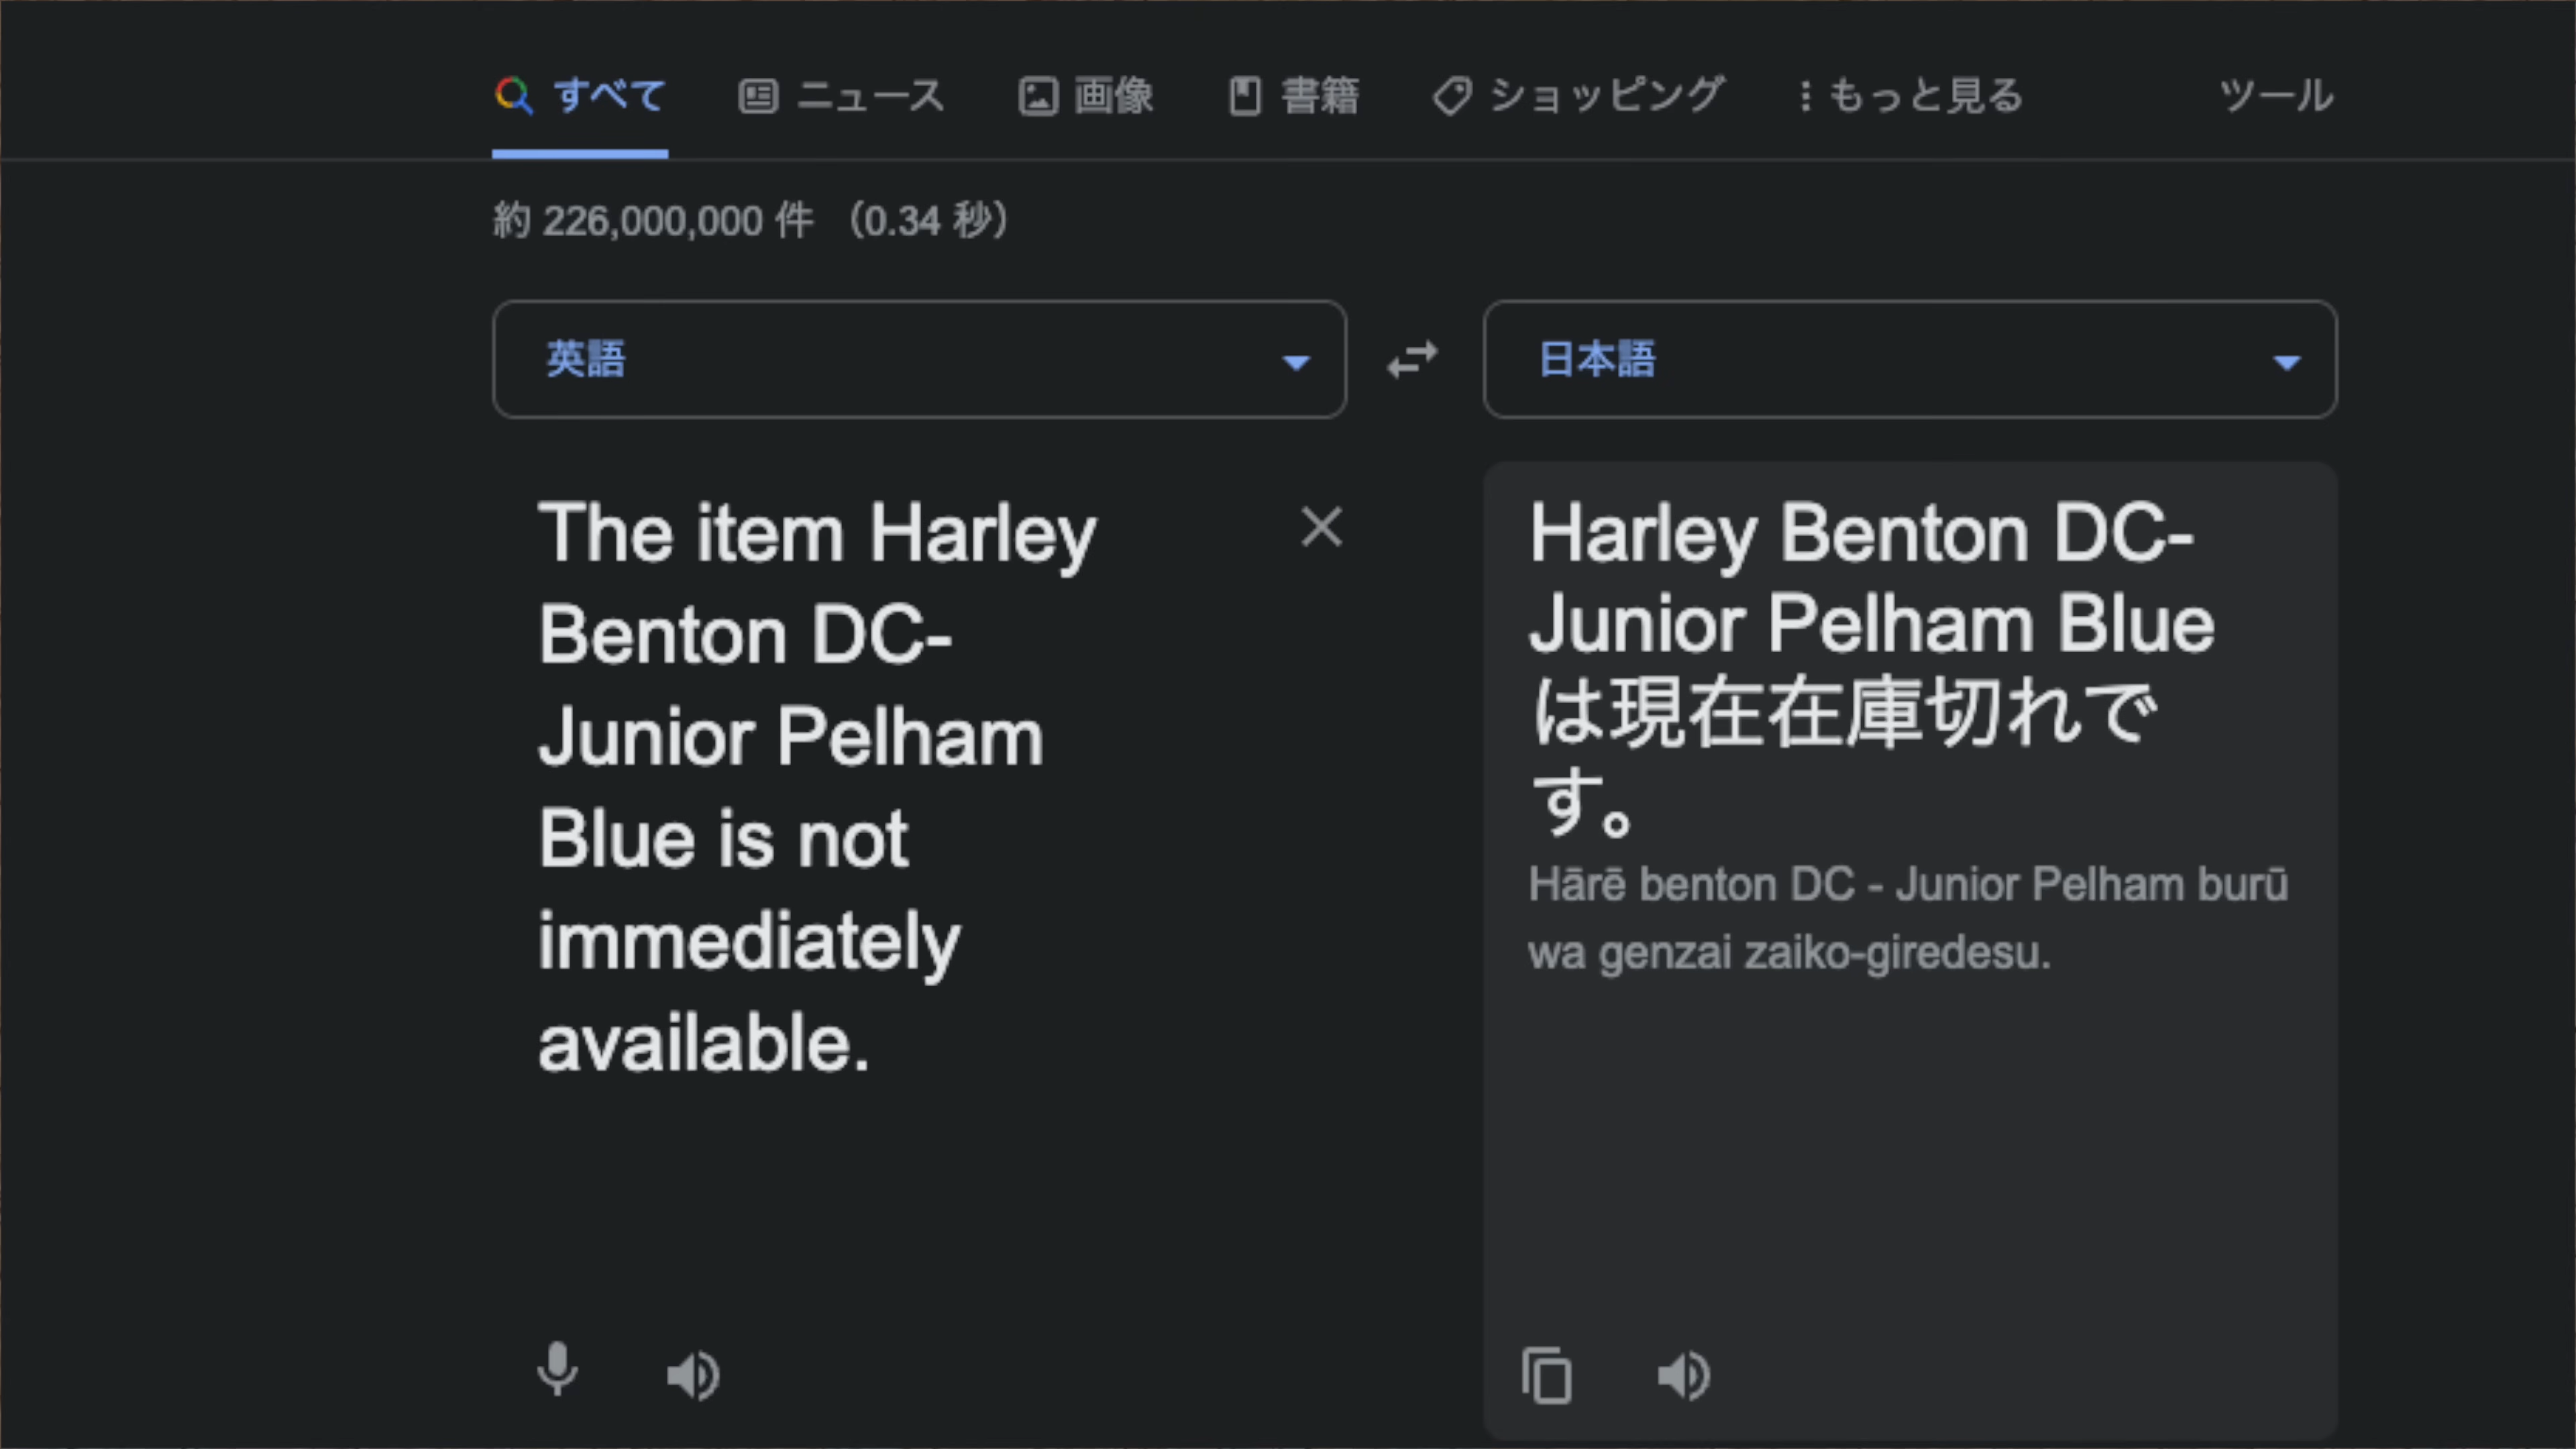 すべて ニュース 画像 書籍 ショッピング もっと見る ツール
約 226,000,000 件 (0.34 秒)
英語
日本語
The item Harley
Benton DC-
Junior Pelham
Blue is not
immediately
available.
Harley Benton DC-
Junior Pelham Blue
は現在在庫切れで
す。
Hārē benton DC - Junior Pelham burū
wa genzai zaiko-giredesu.